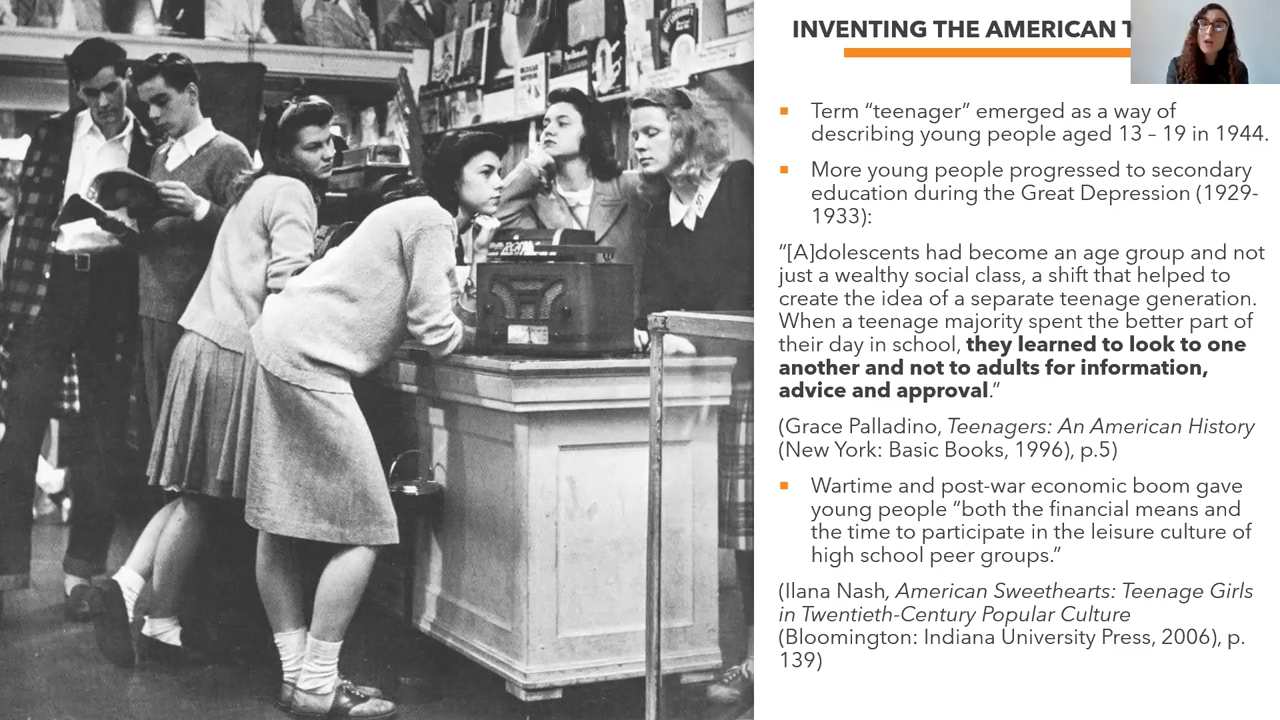 INVENTING THE AMERICAN
Term “teenager” emerged as a way of
describing young people aged 13 – 19 in 1944.
More young people progressed to secondary
education during the Great Depression (1929-
1933):
“[A]dolescents had become an age group and not
just a wealthy social class, a shift that helped to
create the idea of a separate teenage generation.
When a teenage majority spent the better part of
their day in school, they learned to look to one
another and not to adults for information,
advice and approval.”
(Grace Palladino, Teenagers: An American History
(New York: Basic Books, 1996), p.5)
Wartime and post-war economic boom gave
young people “both the financial means and
the time to participate in the leisure culture of
high school peer groups.”
(Ilana Nash, American Sweethearts: Teenage Girls
in Twentieth-Century Popular Culture
(Bloomington: Indiana University Press, 2006), p.
139)